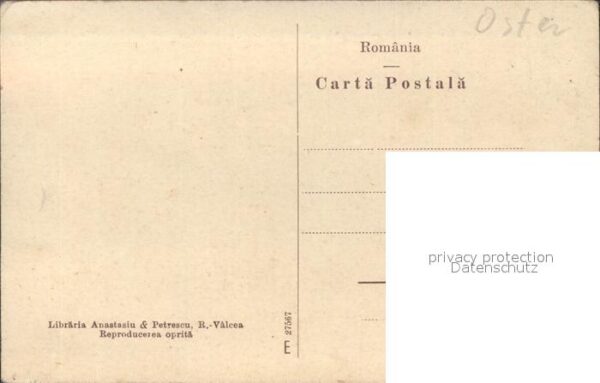 Oster
România
Cartă Postală
privacy protection
Datenschutz
Librăria Anastasiu & Petrescu, R.-Vâlcea
Reproducerea oprită
E 27567